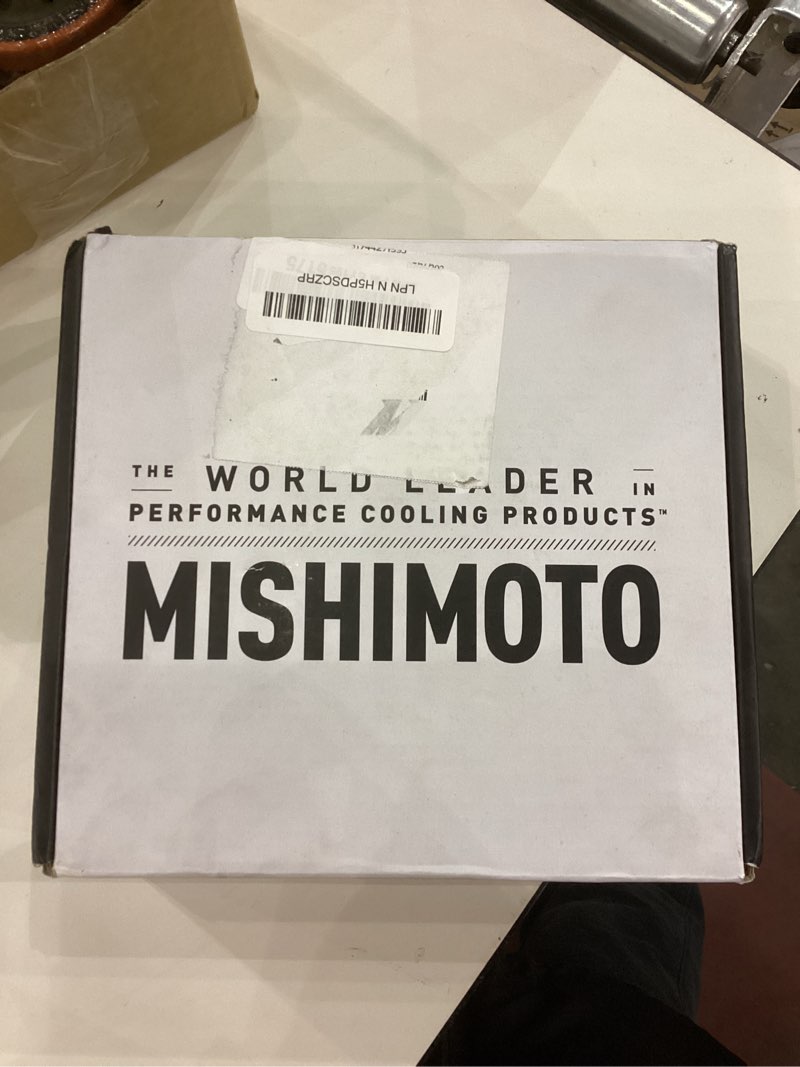 LPN N H5PDSCZRP
THE WORLD LEADER IN
PERFORMANCE COOLING PRODUCTS™
MISHIMOTO